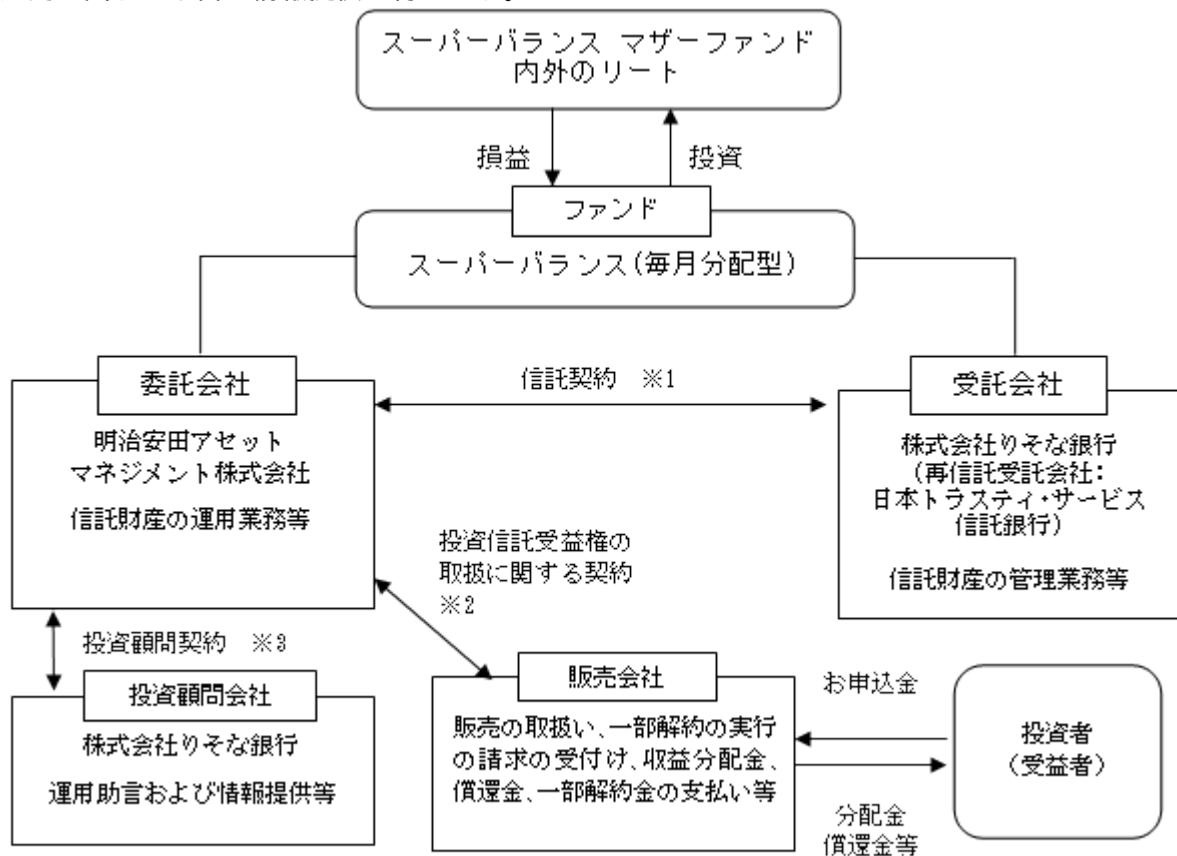 スーパーバランス マザーファンド
内外のリート
損益
投資
ファンド
スーパーバランス(毎月分配型)
委託会社
信託契約 ※1
受託会社
明治安田アセット
マネジメント株式会社
信託財産の運用業務等
株式会社りそな銀行
(再信託受託会社:
日本トラスティ・サービス
信託銀行)
信託財産の管理業務等
投資信託受益権の
取扱に関する契約
※2
投資顧問契約 ※3
投資顧問会社
株式会社りそな銀行
運用助言および情報提供等
販売会社
販売の取扱い、一部解約の実行
の請求の受付け、収益分配金、
償還金、一部解約金の支払い等
お申込金
投資者
(受益者)
分配金
償還金等